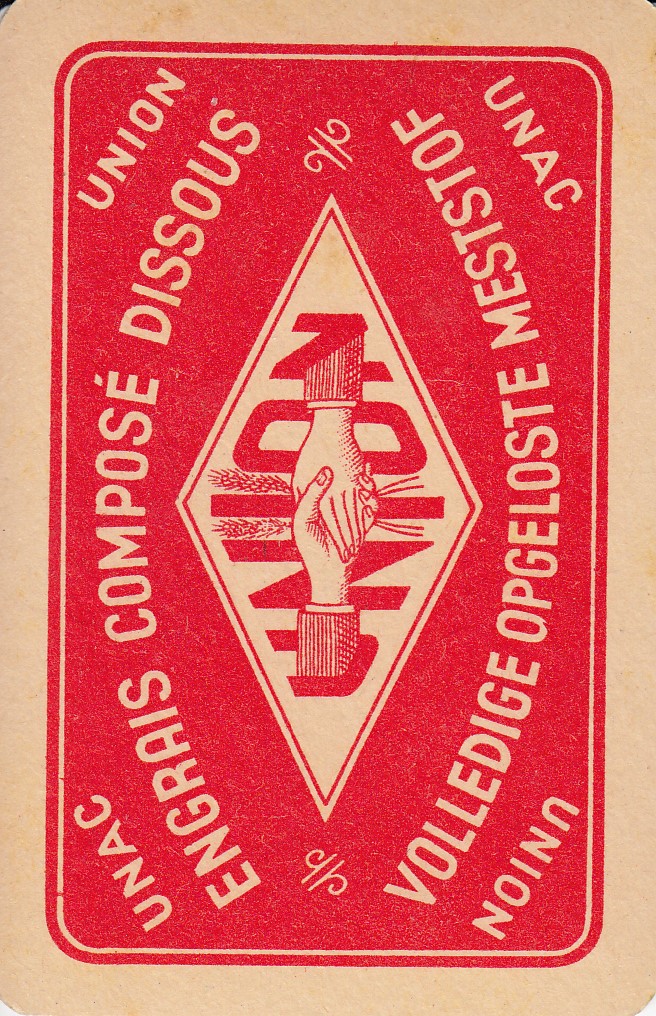 UNAC
UNION
ENGRAIS COMPOSÉ DISSOUS
UNION
VOLLEDIGE OPGELOSTE MESTSTOF
UNION
UNAC